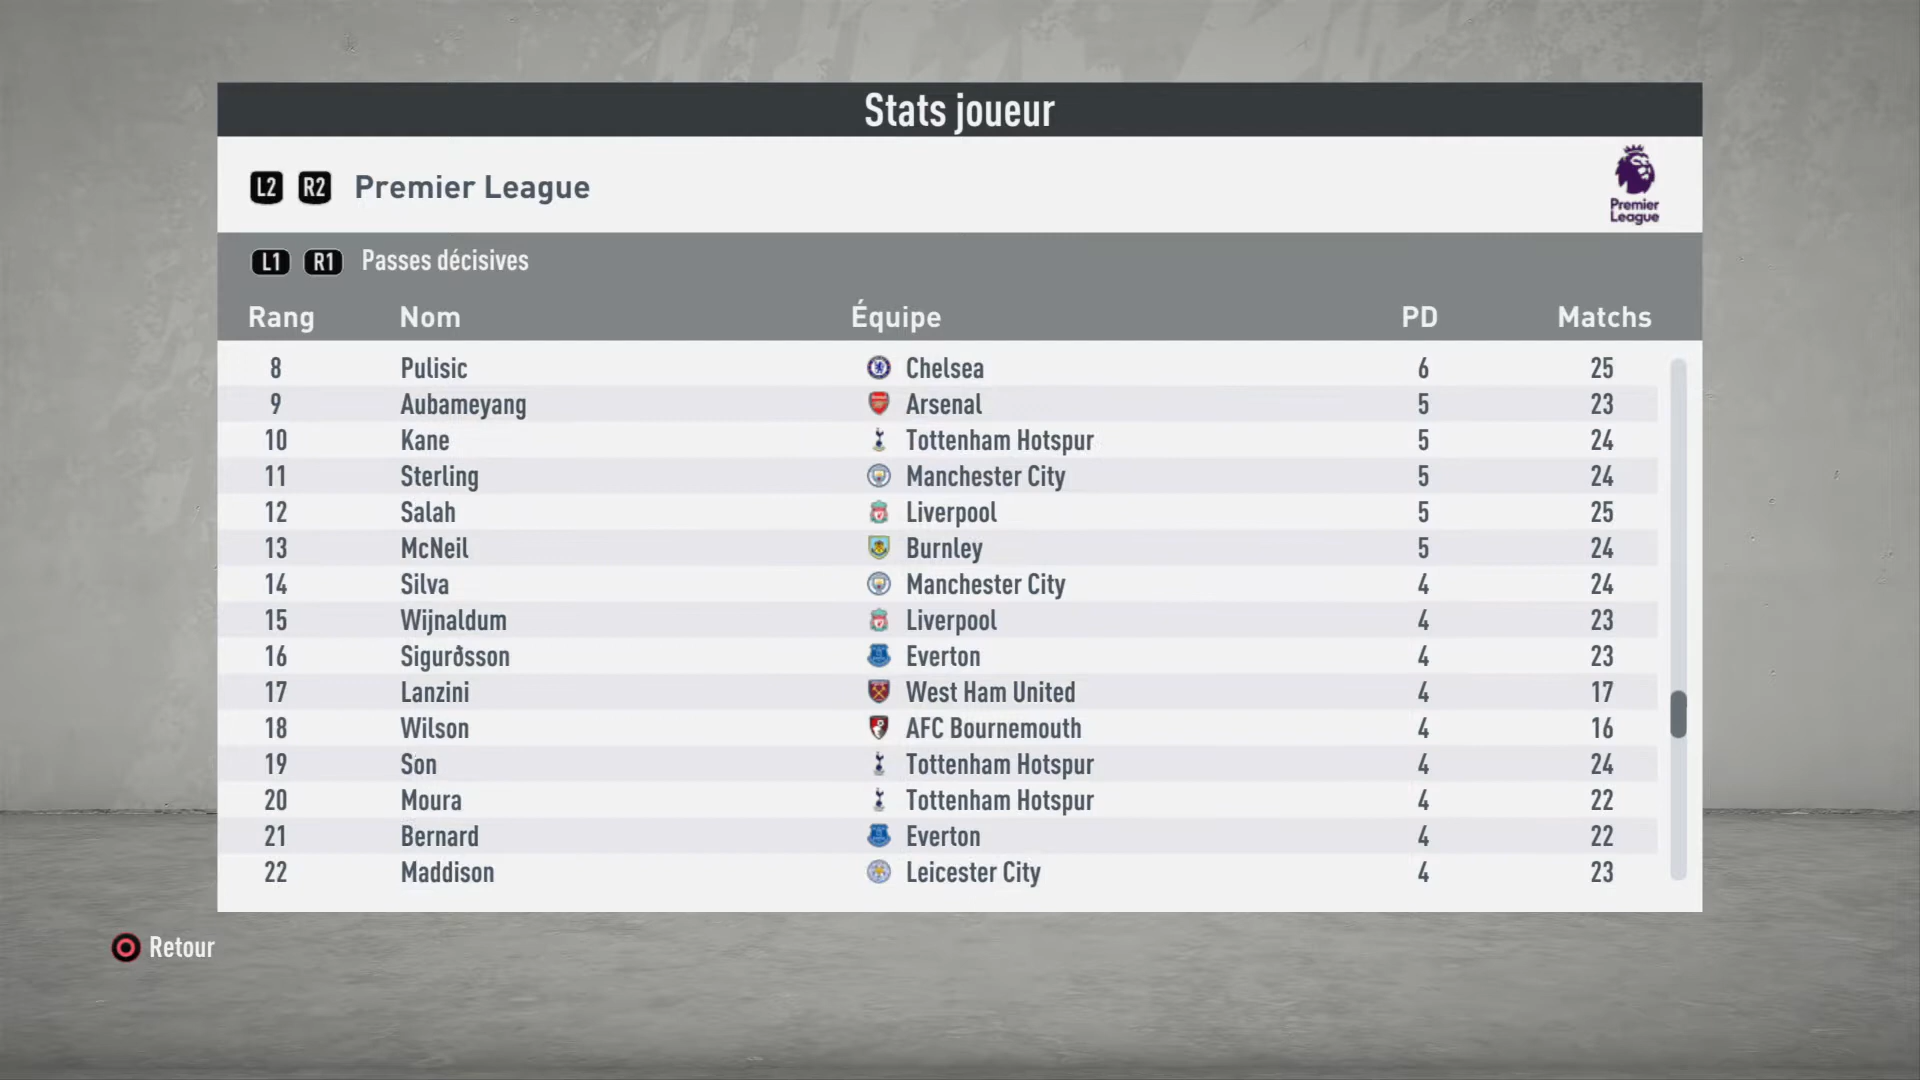 Stats joueur
L2 R2 Premier League
Premier
League
L1 R1 Passes décisives
Rang Nom Équipe PD Matchs
8 Pulisic Chelsea 6 25
9 Aubameyang Arsenal 5 23
10 Kane Tottenham Hotspur 5 24
11 Sterling Manchester City 5 24
12 Salah Liverpool 5 25
13 McNeil Burnley 5 24
14 Silva Manchester City 4 24
15 Wijnaldum Liverpool 4 23
16 Sigurðsson Everton 4 23
17 Lanzini West Ham United 4 17
18 Wilson AFC Bournemouth 4 16
19 Son Tottenham Hotspur 4 24
20 Moura Tottenham Hotspur 4 22
21 Bernard Everton 4 22
22 Maddison Leicester City 4 23
Retour